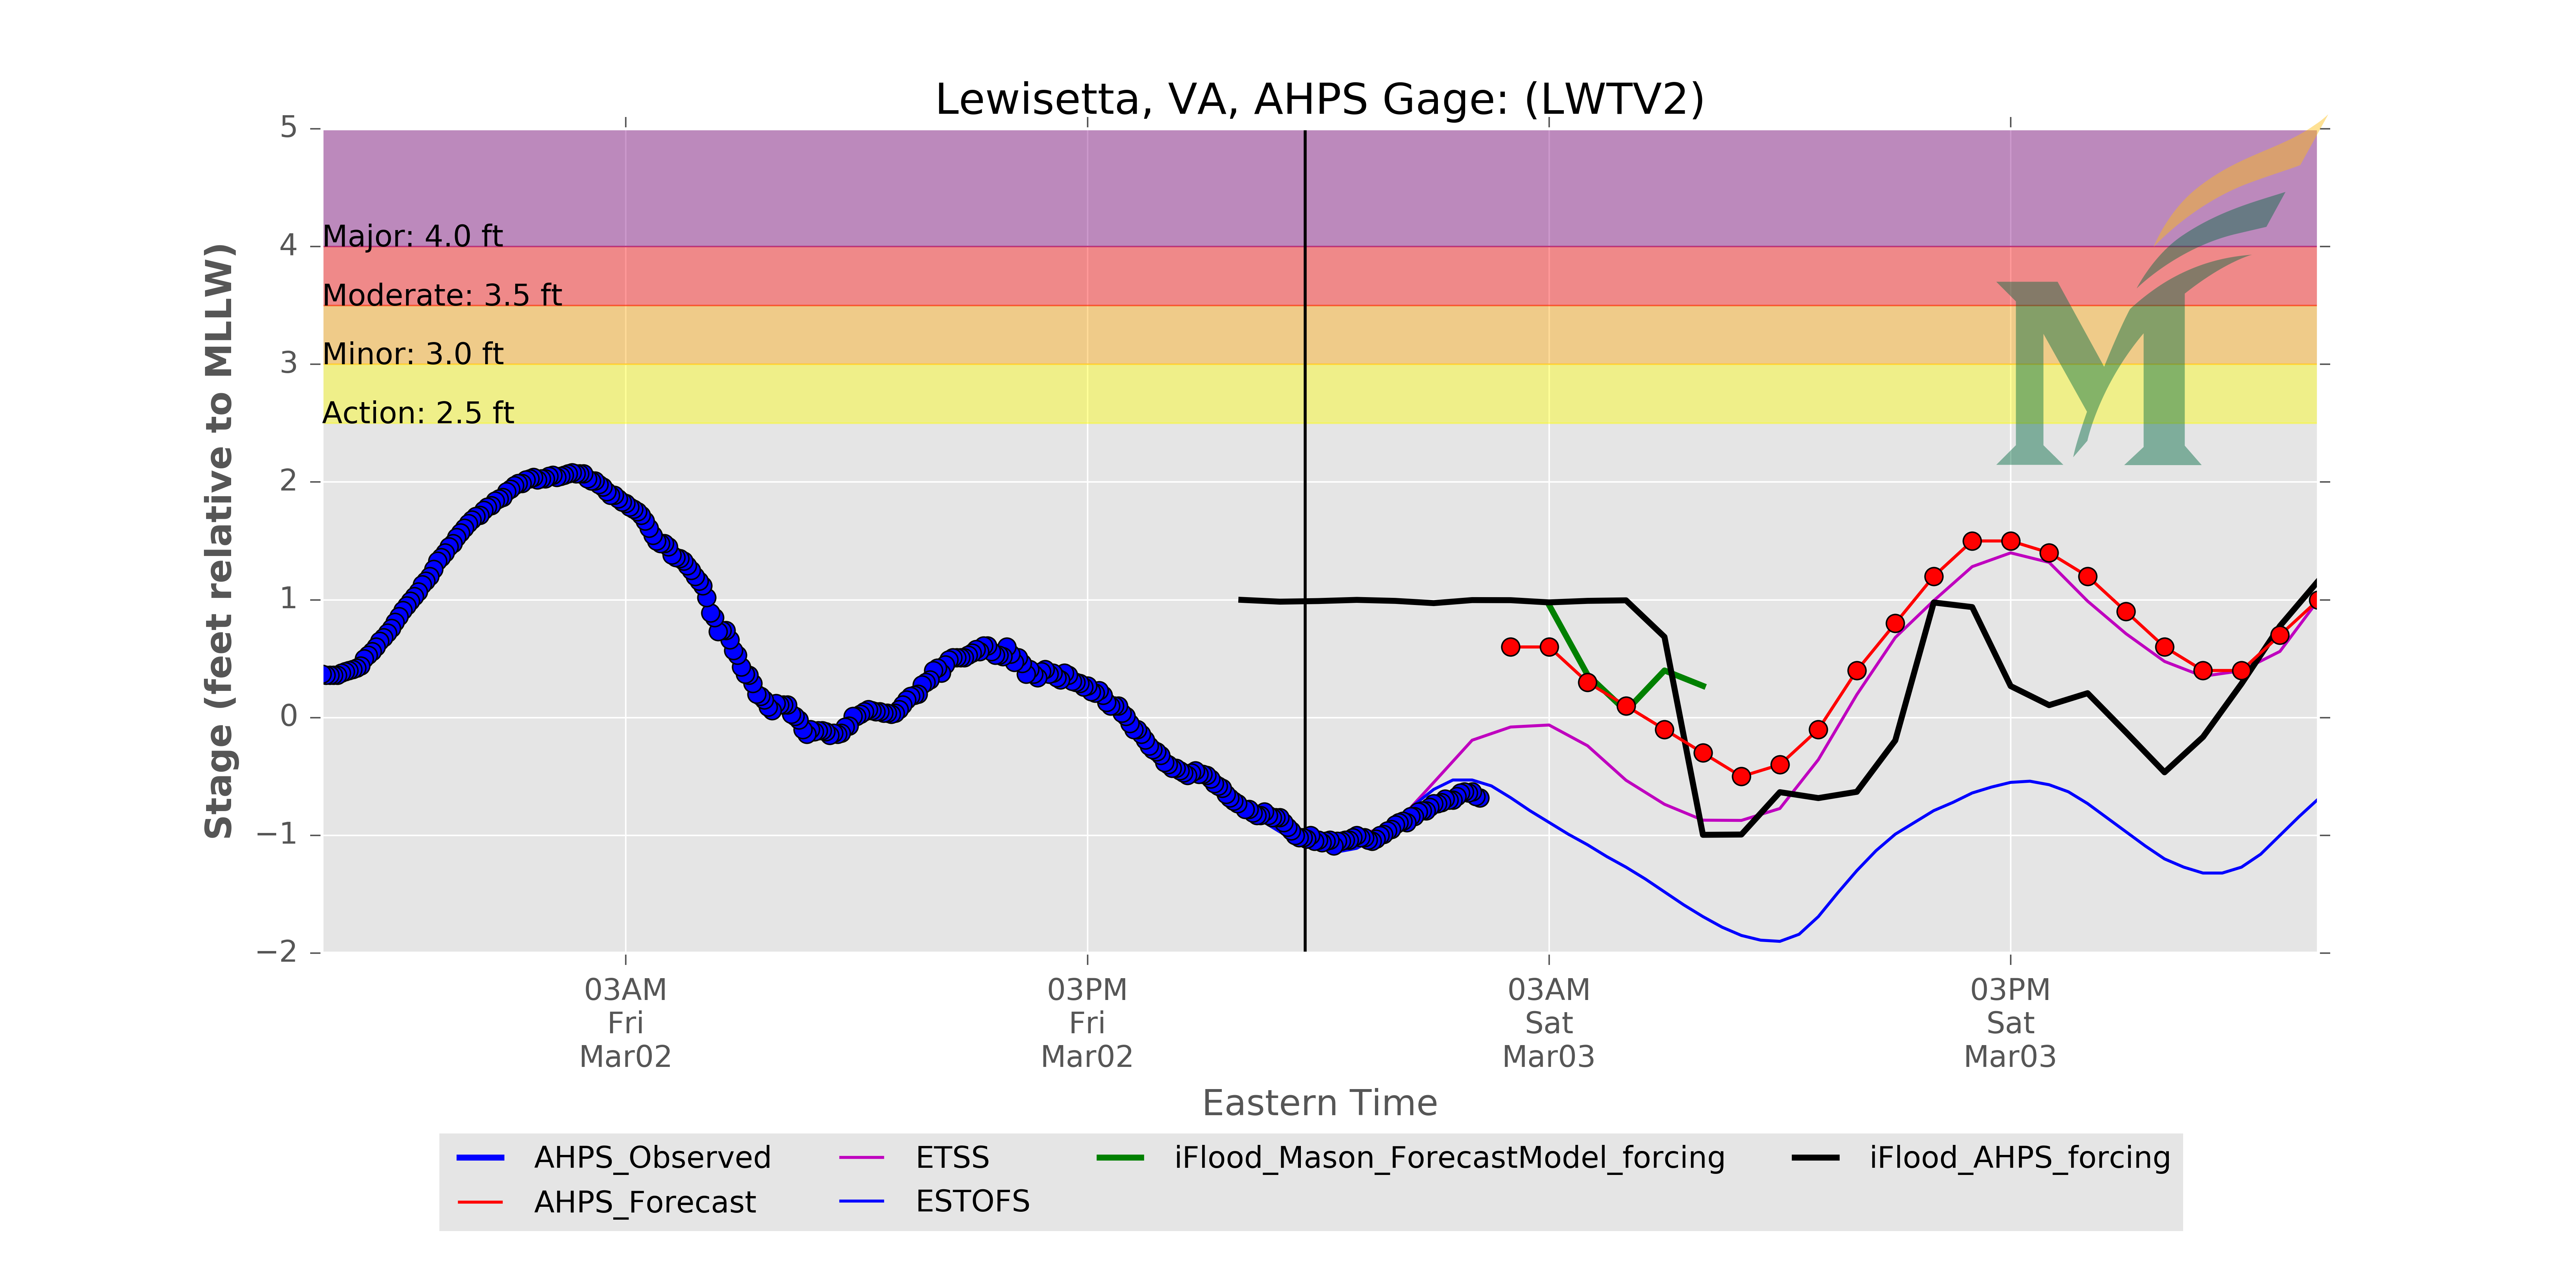 Lewisetta, VA, AHPS Gage: (LWTV2)
5
Major: 4.0 ft
4
Moderate: 3.5 ft
Minor: 3.0 ft
3
Action: 2.5 ft
2
1
0
−1
−2
Stage (feet relative to MLLW)
03AM
Fri
Mar02
03PM
Fri
Mar02
03AM
Sat
Mar03
03PM
Sat
Mar03
Eastern Time
AHPS_Observed
AHPS_Forecast
ETSS
ESTOFS
iFlood_Mason_ForecastModel_forcing
iFlood_AHPS_forcing
M